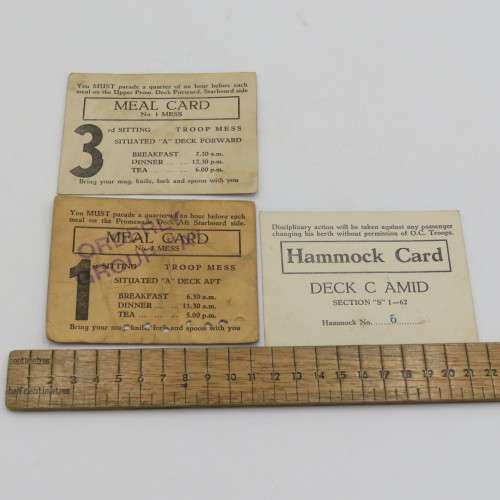 You MUST parade a quarter of an hour before each
meal on the Upper Prom. Deck Forward. Starboard side
MEAL CARD
No 1 MESS
3rd SITTING TROOP MESS
SITUATED "A" DECK FORWARD
BREAKFAST 7.30 a.m.
DINNER 12.30 p.m.
TEA 6.00 p.m.
Bring your mug, knife, fork and spoon with you
You MUST parade a quarter of an hour before each
meal on the Promenade Deck Aft Starboard side.
MEAL CARD
MESS
1st SITTING TROOP MESS
SITUATED "A" DECK AFT
BREAKFAST 6.30 a.m.
DINNER 11.30 a.m.
TEA 5.00 p.m.
Bring your mug, knife, fork and spoon with you
Disciplinary action will be taken against any passenger
changing his berth without permission of O.C. Troops.
Hammock Card
DECK C AMID
SECTION "S" 1—62
Hammock No. 5
centimetres
3 4 5 6 7 8 9 10 11 12 13 14 15 16 17 18 19 20 21 22
half centimetres